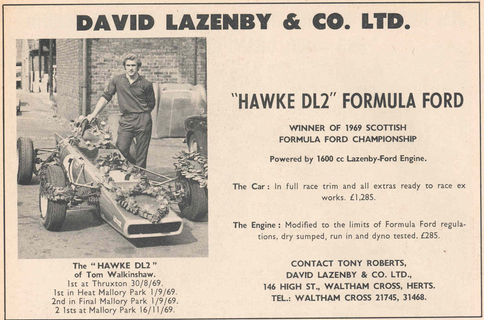 DAVID LAZENBY & CO. LTD.
"HAWKE DL2" FORMULA FORD
WINNER OF 1969 SCOTTISH
FORMULA FORD CHAMPIONSHIP
Powered by 1600 cc Lazenby-Ford Engine.
The Car : In full race trim and all extras ready to race ex
works. £1,285.
The Engine : Modified to the limits of Formula Ford regula-
tions, dry sumped, run in and dyno tested. £285.
CONTACT TONY ROBERTS,
DAVID LAZENBY & CO. LTD.,
146 HIGH ST., WALTHAM CROSS, HERTS.
TEL.: WALTHAM CROSS 21745, 31468.
The "HAWKE DL2"
of Tom Walkinshaw.
1st at Thruxton 30/8/69.
1st in Heat Mallory Park 1/9/69.
2nd in Final Mallory Park 1/9/69.
2 1sts at Mallory Park 16/11/69.